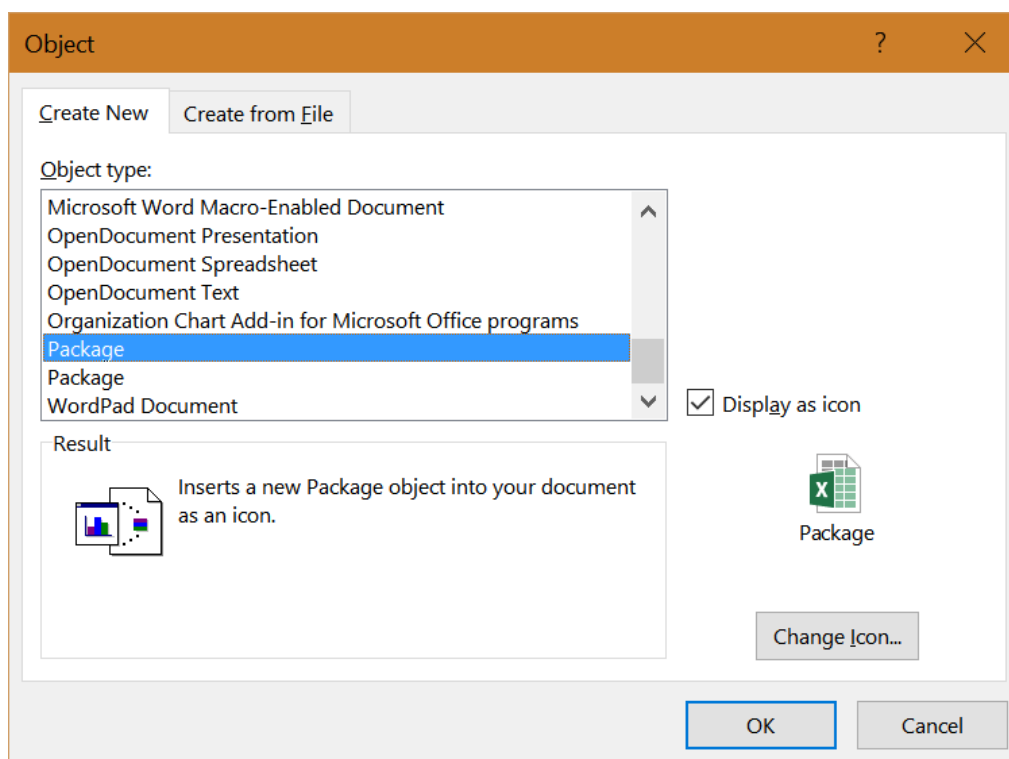 Object ?
Create New Create from File
Object type:
Microsoft Word Macro-Enabled Document
OpenDocument Presentation
OpenDocument Spreadsheet
OpenDocument Text
Organization Chart Add-in for Microsoft Office programs
Package
Package
WordPad Document
Display as icon
Result
Inserts a new Package object into your document
as an icon.
X
Package
Change Icon...
OK Cancel